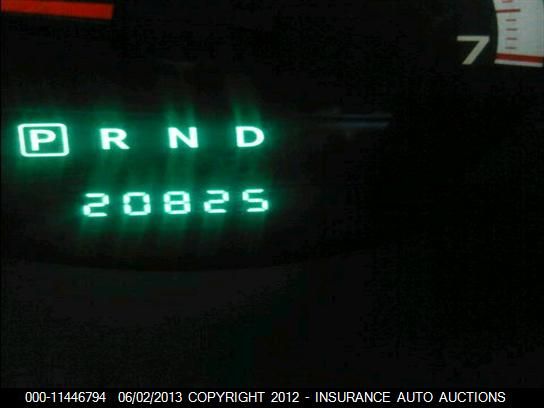 7
P R N D
20825
000-11446794 06/02/2013 COPYRIGHT 2012 - INSURANCE AUTO AUCTIONS